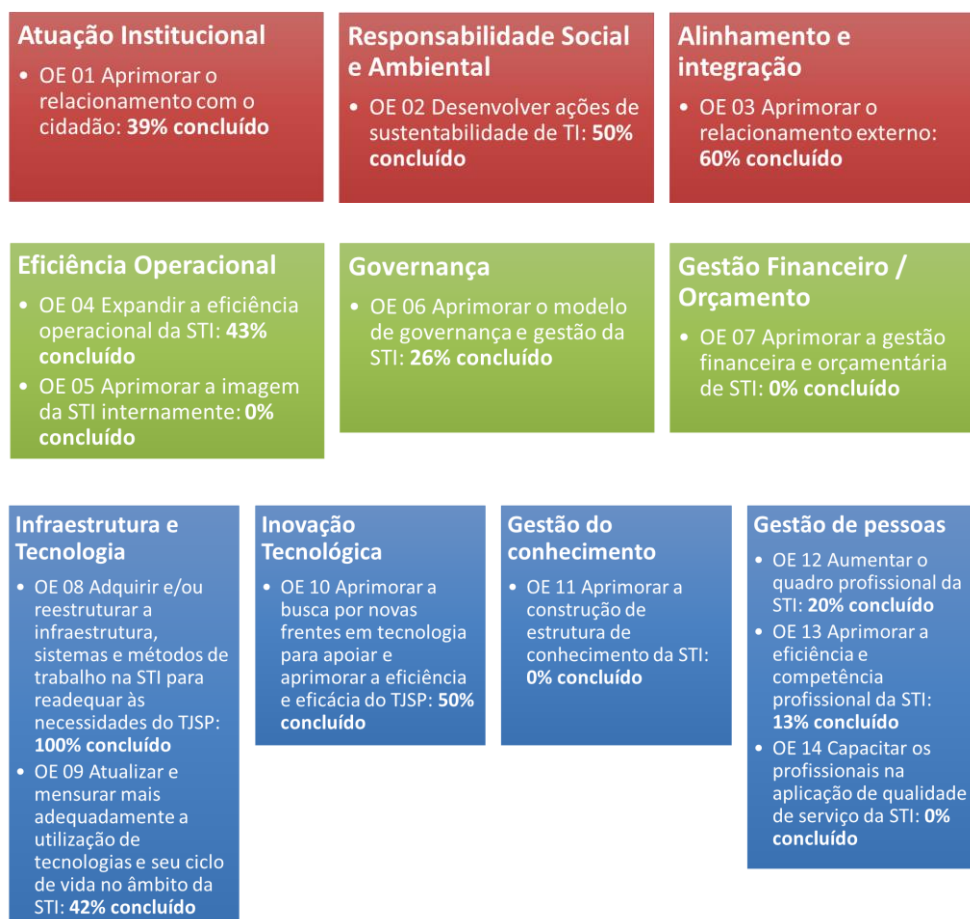 Atuação Institucional
• OE 01 Aprimorar o
relacionamento com o
cidadão: 39% concluído
Responsabilidade Social
e Ambiental
• OE 02 Desenvolver ações de
sustentabilidade de TI: 50%
concluído
Alinhamento e
integração
• OE 03 Aprimorar o
relacionamento externo:
60% concluído
Eficiência Operacional
• OE 04 Expandir a eficiência
operacional da STI: 43%
concluído
• OE 05 Aprimorar a imagem
da STI internamente: 0%
concluído
Governança
• OE 06 Aprimorar o modelo
de governança e gestão da
STI: 26% concluído
Gestão Financeiro /
Orçamento
• OE 07 Aprimorar a gestão
financeira e orçamentária
de STI: 0% concluído
Infraestrutura e
Tecnologia
• OE 08 Adquirir e/ou
reestruturar a
infraestrutura,
sistemas e métodos de
trabalho na STI para
readequar às
necessidades do TJSP:
100% concluído
• OE 09 Atualizar e
mensurar mais
adequadamente a
utilização de
tecnologias e seu ciclo
de vida no âmbito da
STI: 42% concluído
Inovação
Tecnológica
• OE 10 Aprimorar a
busca por novas
frentes em tecnologia
para apoiar e
aprimorar a eficiência
e eficácia do TJSP: 50%
concluído
Gestão do
conhecimento
• OE 11 Aprimorar a
construção de
estrutura de
conhecimento da STI:
0% concluído
Gestão de pessoas
• OE 12 Aumentar o
quadro profissional da
STI: 20% concluído
• OE 13 Aprimorar a
eficiência e
competência
profissional da STI:
13% concluído
• OE 14 Capacitar os
profissionais na
aplicação de qualidade
de serviço da STI: 0%
concluído